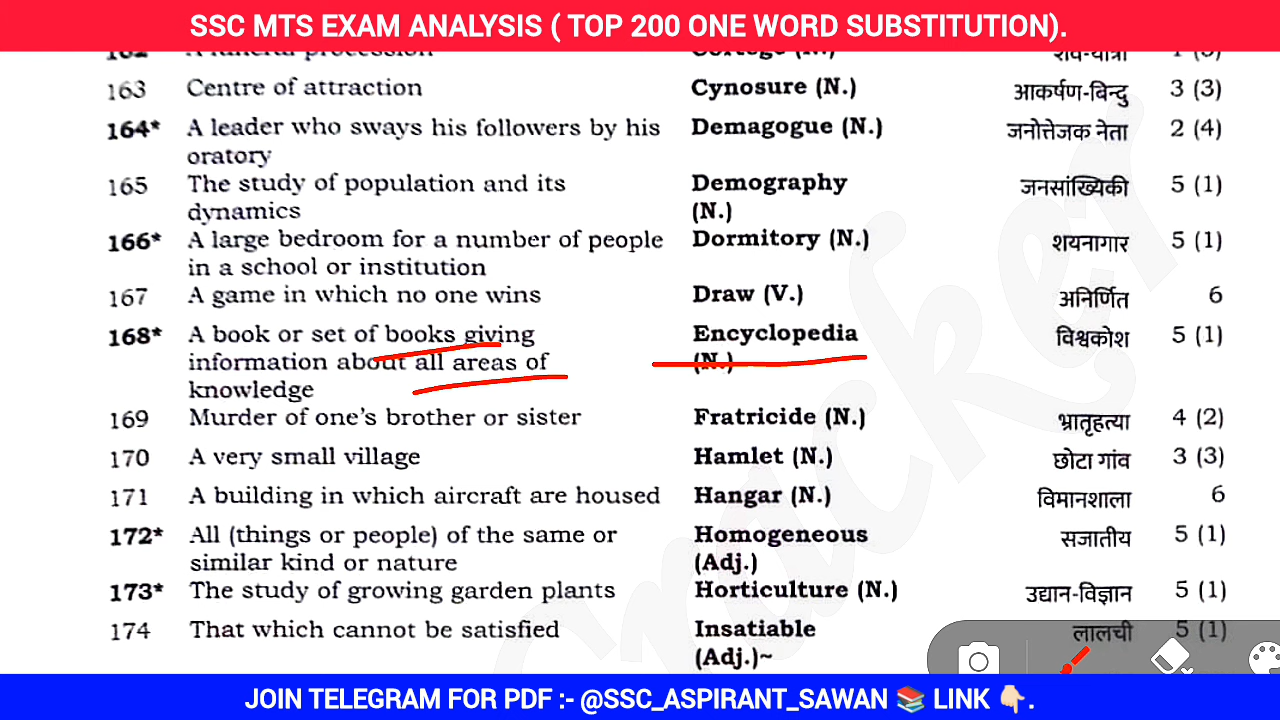 SSC MTS EXAM ANALYSIS ( TOP 200 ONE WORD SUBSTITUTION).
162 A funeral procession Cortege (N.) शव-यात्रा 1 (5)
163 Centre of attraction Cynosure (N.) आकर्षण-बिन्दु 3 (3)
164* A leader who sways his followers by his Demagogue (N.) जनोत्तेजक नेता 2 (4)
oratory
165 The study of population and its Demography जनसांख्यिकी 5 (1)
dynamics (N.)
166* A large bedroom for a number of people Dormitory (N.) शयनागार 5 (1)
in a school or institution
167 A game in which no one wins Draw (V.) अनिर्णित 6
168* A book or set of books giving Encyclopedia विश्वकोश 5 (1)
information about all areas of (N.)
knowledge
169 Murder of one's brother or sister Fratricide (N.) भ्रातृहत्या 4 (2)
170 A very small village Hamlet (N.) छोटा गांव 3 (3)
171 A building in which aircraft are housed Hangar (N.) विमानशाला 6
172* All (things or people) of the same or Homogeneous सजातीय 5 (1)
similar kind or nature (Adj.)
173* The study of growing garden plants Horticulture (N.) उद्यान-विज्ञान 5 (1)
174 That which cannot be satisfied Insatiable लालची 5 (1)
(Adj.)~
JOIN TELEGRAM FOR PDF :- @SSC_ASPIRANT_SAWAN 📚 LINK 👇🏻.